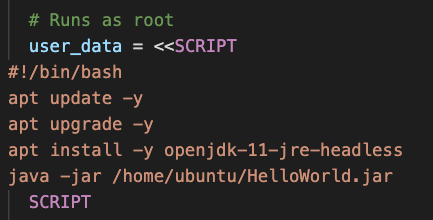 # Runs as root
user_data = <<SCRIPT
#!/bin/bash
apt update -y
apt upgrade -y
apt install -y openjdk-11-jre-headless
java -jar /home/ubuntu/HelloWorld.jar
SCRIPT